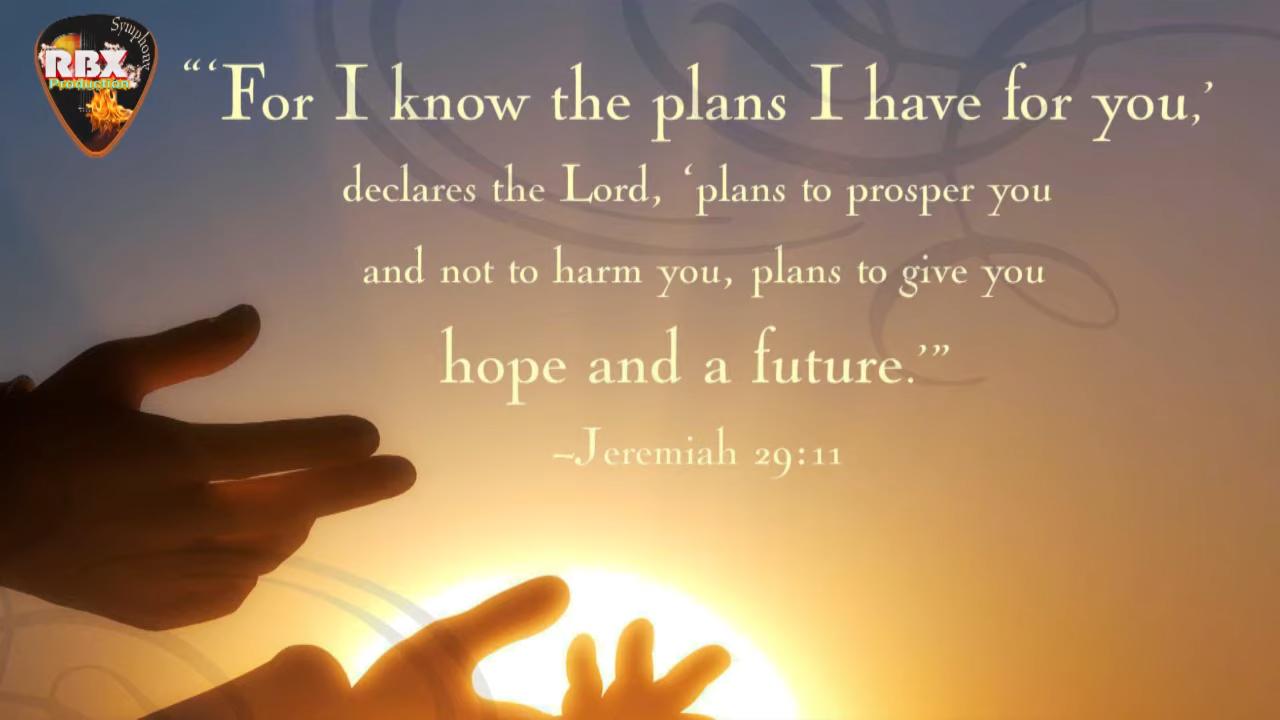 Symphony
RBX
Production
“‘For I know the plans I have for you,’
declares the Lord, ‘plans to prosper you
and not to harm you, plans to give you
hope and a future.’”
–Jeremiah 29:11